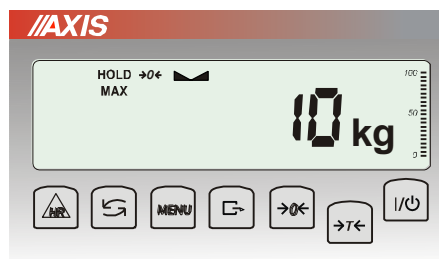 AXIS
HOLD →0←
MAX
100
50
0
10 kg
HR
MENU
→0←
→T←
I/⏻